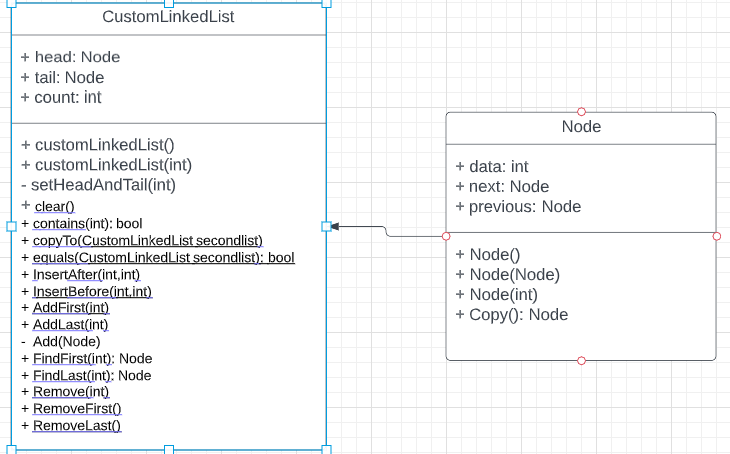 CustomLinkedList
+ head: Node
+ tail: Node
+ count: int
+ customLinkedList()
+ customLinkedList(int)
- setHeadAndTail(int)
+ clear()
+ contains(int): bool
+ copyTo(CustomLinkedList secondlist)
+ equals(CustomLinkedList secondlist): bool
+ InsertAfter(int,int)
+ InsertBefore(int,int)
+ AddFirst(int)
+ AddLast(int)
- Add(Node)
+ FindFirst(int): Node
+ FindLast(int): Node
+ Remove(int)
+ RemoveFirst()
+ RemoveLast()
Node
+ data: int
+ next: Node
+ previous: Node
+ Node()
+ Node(Node)
+ Node(int)
+ Copy(): Node